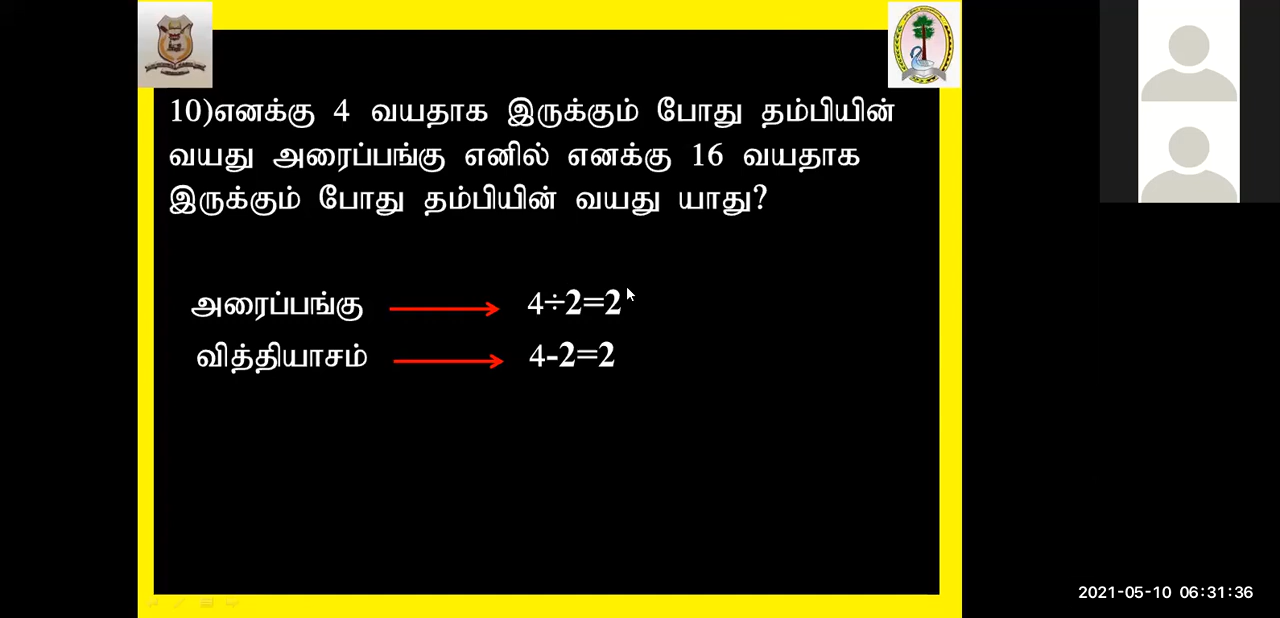 10)எனக்கு 4 வயதாக இருக்கும் போது தம்பியின்
வயது அரைப்பங்கு எனில் எனக்கு 16 வயதாக
இருக்கும் போது தம்பியின் வயது யாது?
அரைப்பங்கு 4÷2=2
வித்தியாசம் 4-2=2
2021-05-10 06:31:36